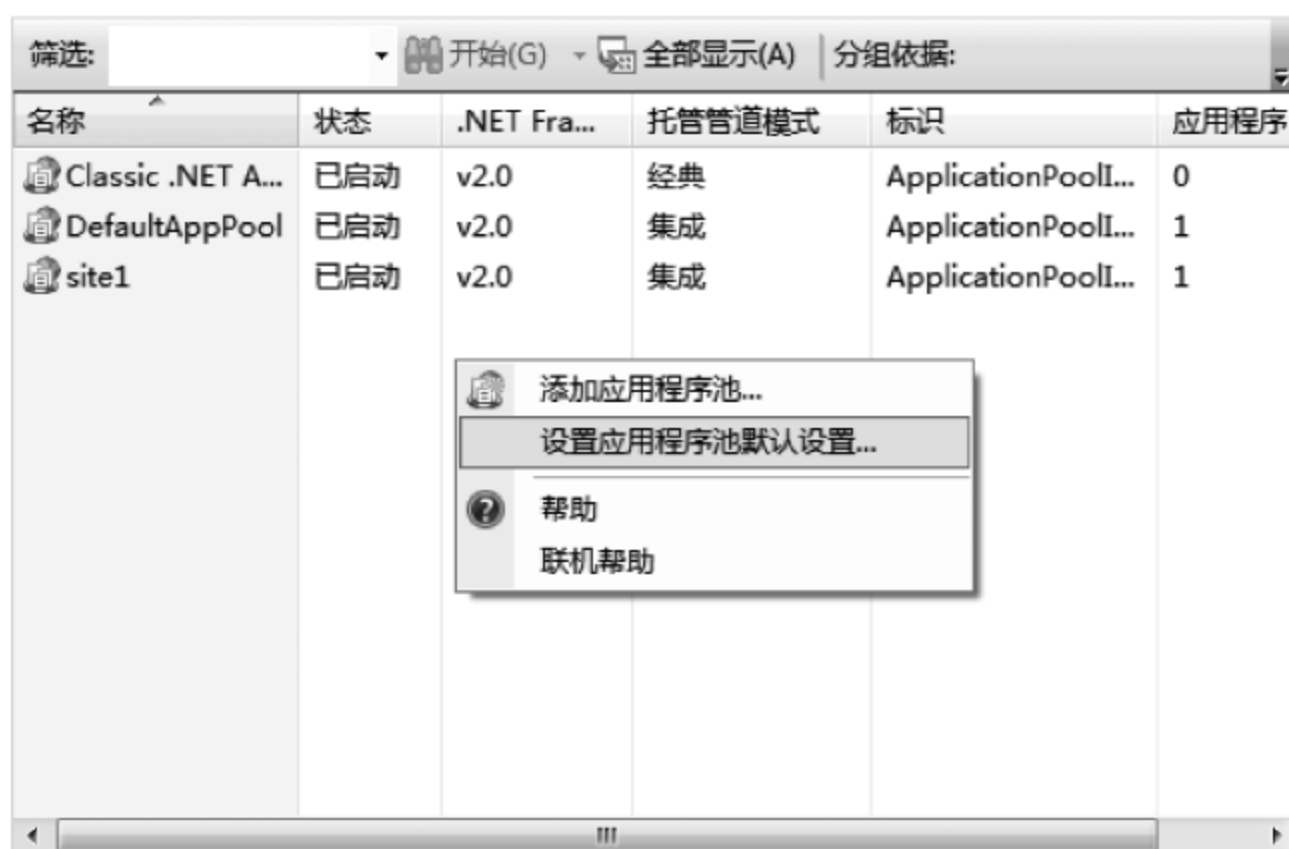 筛选: 开始(G) 全部显示(A) 分组依据:
名称 状态 .NET Fra... 托管管道模式 标识 应用程序
Classic .NET A... 已启动 v2.0 经典 ApplicationPoolI... 0
DefaultAppPool 已启动 v2.0 集成 ApplicationPoolI... 1
site1 已启动 v2.0 集成 ApplicationPoolI... 1
添加应用程序池...
设置应用程序池默认设置...
帮助
联机帮助